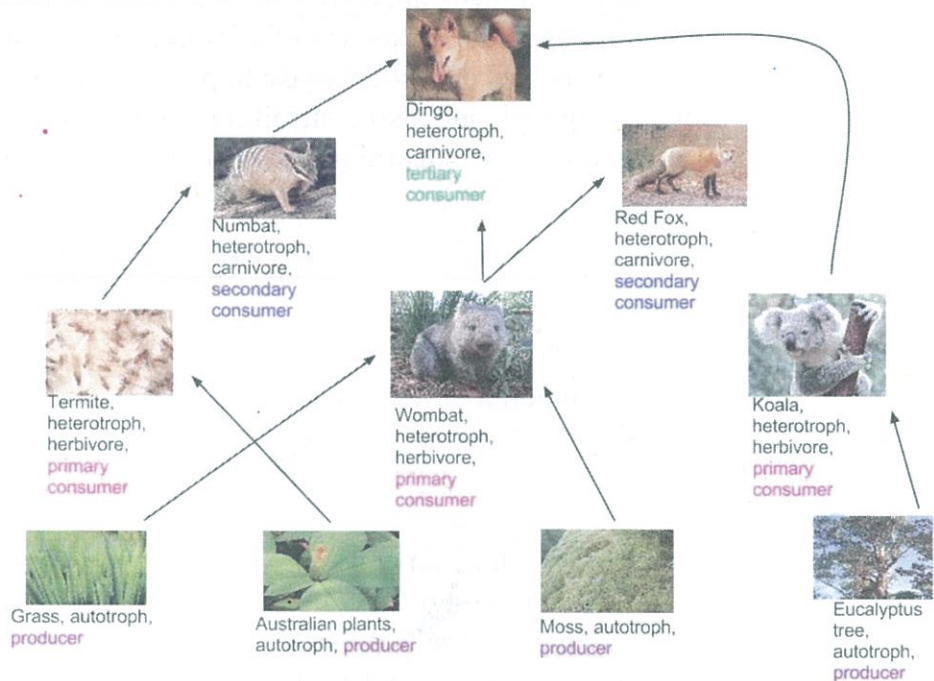 Dingo,
heterotroph,
carnivore,
tertiary
consumer
Numbat,
heterotroph,
carnivore,
secondary
consumer
Red Fox,
heterotroph,
carnivore,
secondary
consumer
Termite,
heterotroph,
herbivore,
primary
consumer
Wombat,
heterotroph,
herbivore,
primary
consumer
Koala,
heterotroph,
herbivore,
primary
consumer
Grass, autotroph,
producer
Australian plants,
autotroph, producer
Moss, autotroph,
producer
Eucalyptus
tree,
autotroph,
producer